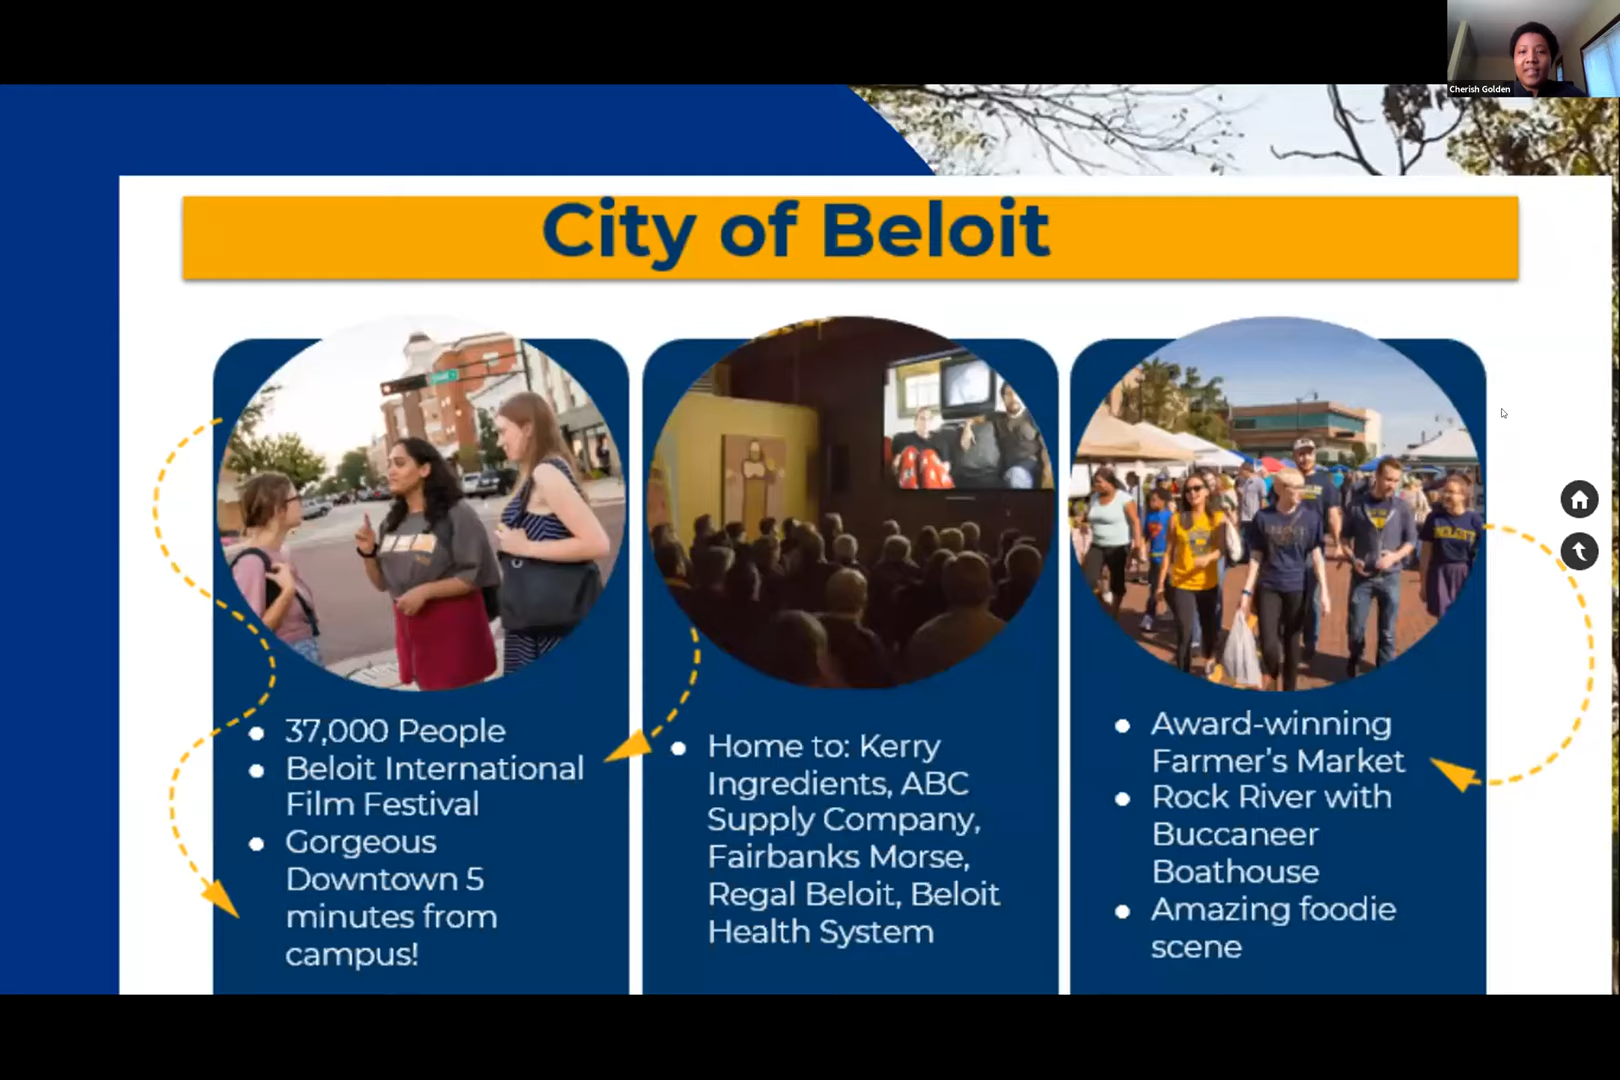 Cherish Golden
City of Beloit
37,000 People
Beloit International
Film Festival
Gorgeous
Downtown 5
minutes from
campus!
Home to: Kerry
Ingredients, ABC
Supply Company,
Fairbanks Morse,
Regal Beloit, Beloit
Health System
Award-winning
Farmer's Market
Rock River with
Buccaneer
Boathouse
Amazing foodie
scene